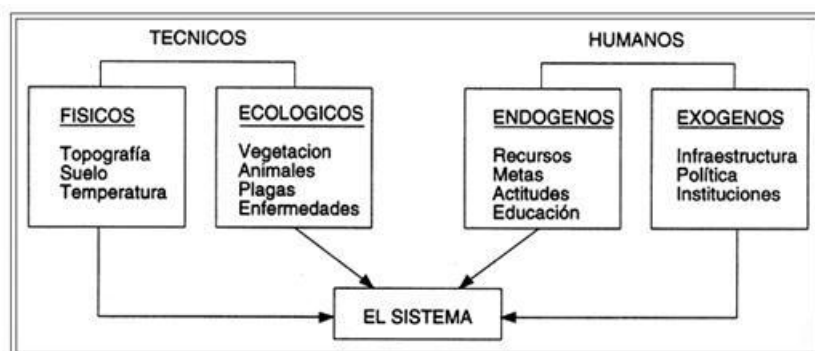 TECNICOS
HUMANOS
FISICOS
Topografía
Suelo
Temperatura
ECOLOGICOS
Vegetacion
Animales
Plagas
Enfermedades
ENDOGENOS
Recursos
Metas
Actitudes
Educación
EXOGENOS
Infraestructura
Política
Instituciones
EL SISTEMA